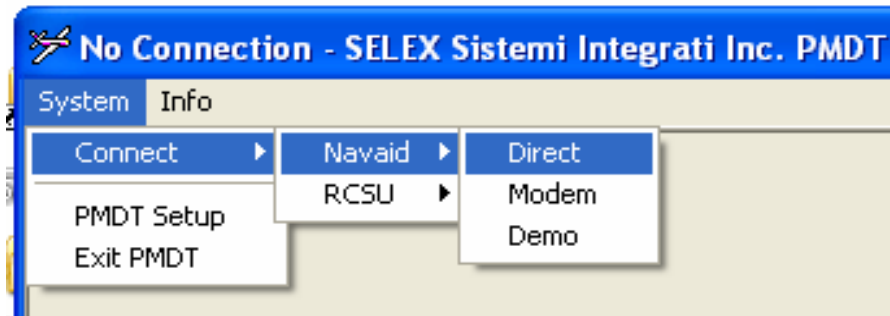 No Connection - SELEX Sistemi Integrati Inc. PMDT
System Info
Connect Navaid Direct
RCSU Modem
PMDT Setup Demo
Exit PMDT